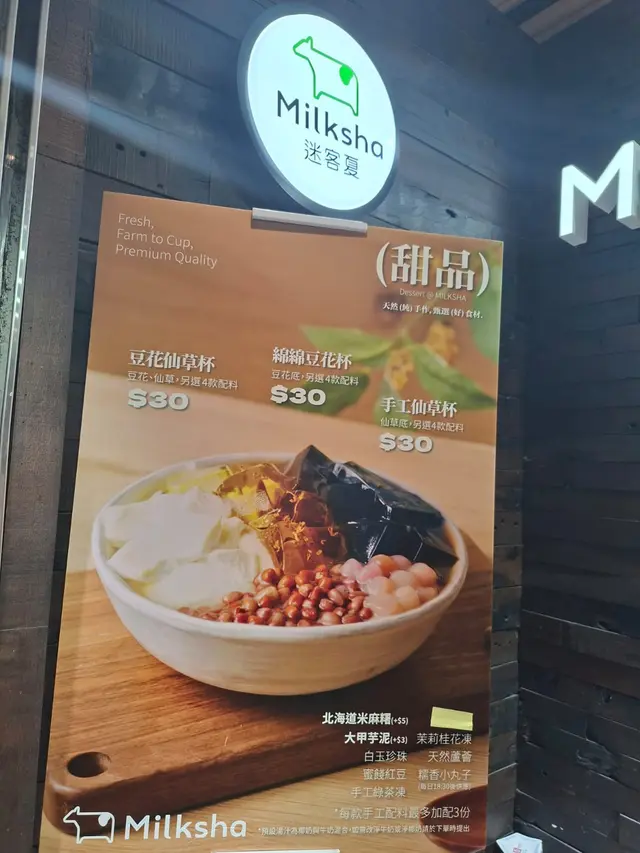 Milksha
迷客夏
M
Fresh,
Farm to Cup,
Premium Quality
(甜品)
Dessert @ MILKSHA
天然(純)手作,甄選(好)食材.
豆花仙草杯
豆花、仙草,另選4款配料
$30
綿綿豆花杯
豆花底,另選4款配料
$30
手工仙草杯
仙草底,另選4款配料
$30
北海道米麻糬(+$5)
大甲芋泥(+$3) 茉莉桂花凍
白玉珍珠 天然蘆薈
蜜餞紅豆 糯香小丸子
手工綠茶凍
*每款手工配料最多加配3份
Milksha